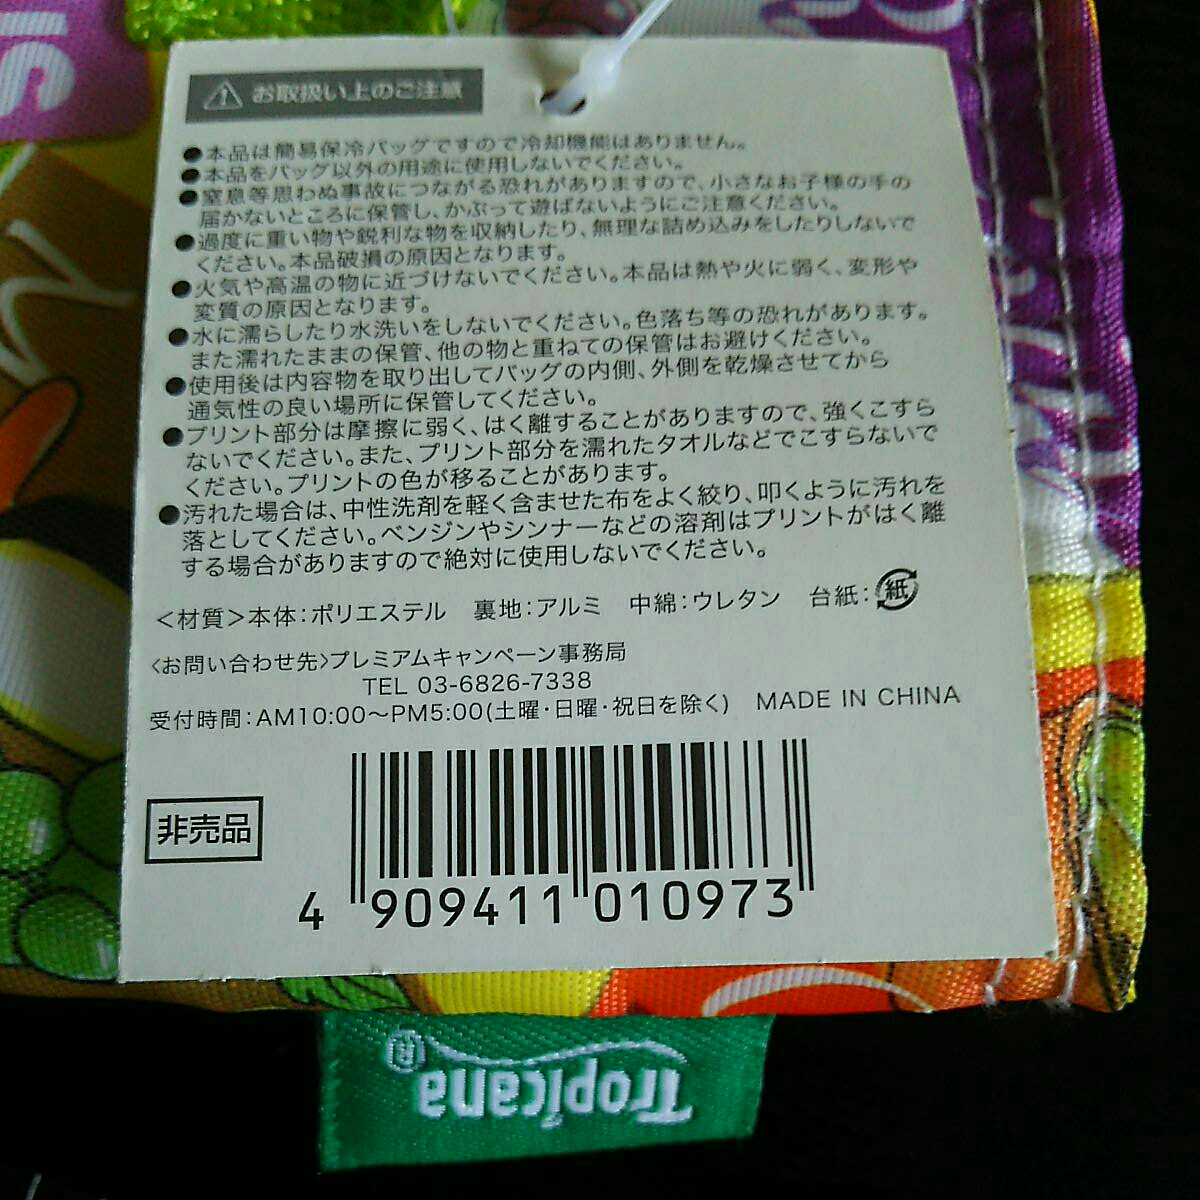 ⚠ お取扱い上のご注意
●本品は簡易保冷バッグですので冷却機能はありません。
●本品をバッグ以外の用途に使用しないでください。
●窒息等思わぬ事故につながる恐れがありますので、小さなお子様の手の
届かないところに保管し、かぶって遊ばないようにご注意ください。
●過度に重い物や鋭利な物を収納したり、無理な詰め込みをしたりしないで
ください。本品破損の原因となります。
●火気や高温の物に近づけないでください。本品は熱や火に弱く、変形や
変質の原因となります。
●水に濡らしたり水洗いをしないでください。色落ち等の恐れがあります。
また濡れたままの保管、他の物と重ねての保管はお避けください。
●使用後は内容物を取り出してバッグの内側、外側を乾燥させてから
通気性の良い場所に保管してください。
●プリント部分は摩擦に弱く、はく離することがありますので、強くこすら
ないでください。また、プリント部分を濡れたタオルなどでこすらないで
ください。プリントの色が移ることがあります。
●汚れた場合は、中性洗剤を軽く含ませた布をよく絞り、叩くように汚れを
落としてください。ベンジンやシンナーなどの溶剤はプリントがはく離
する場合がありますので絶対に使用しないでください。
<材質>本体:ポリエステル 裏地:アルミ 中綿:ウレタン 台紙:紙
<お問い合わせ先>プレミアムキャンペーン事務局
TEL 03-6826-7338
受付時間:AM10:00〜PM5:00(土曜・日曜・祝日を除く) MADE IN CHINA
非売品
4 909411 010973
Tropicana®